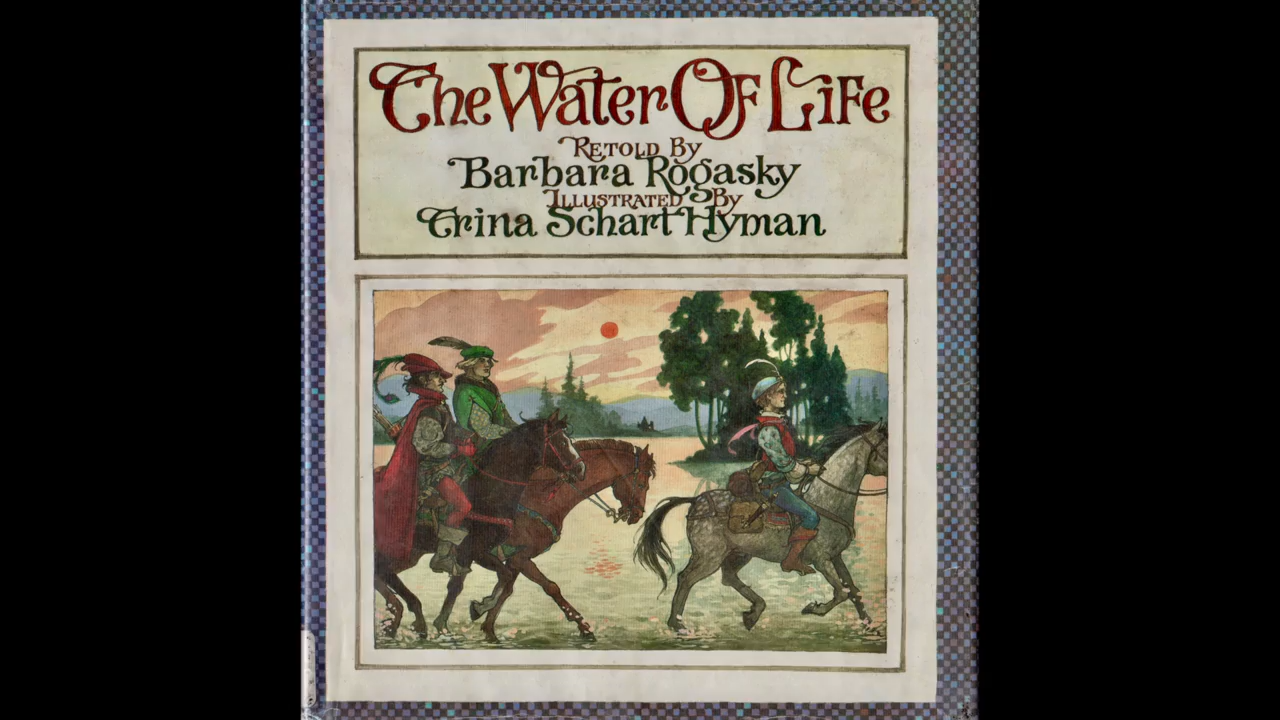 The Water Of Life
Retold By
Barbara Rogasky
Illustrated By
Trina Schart Hyman